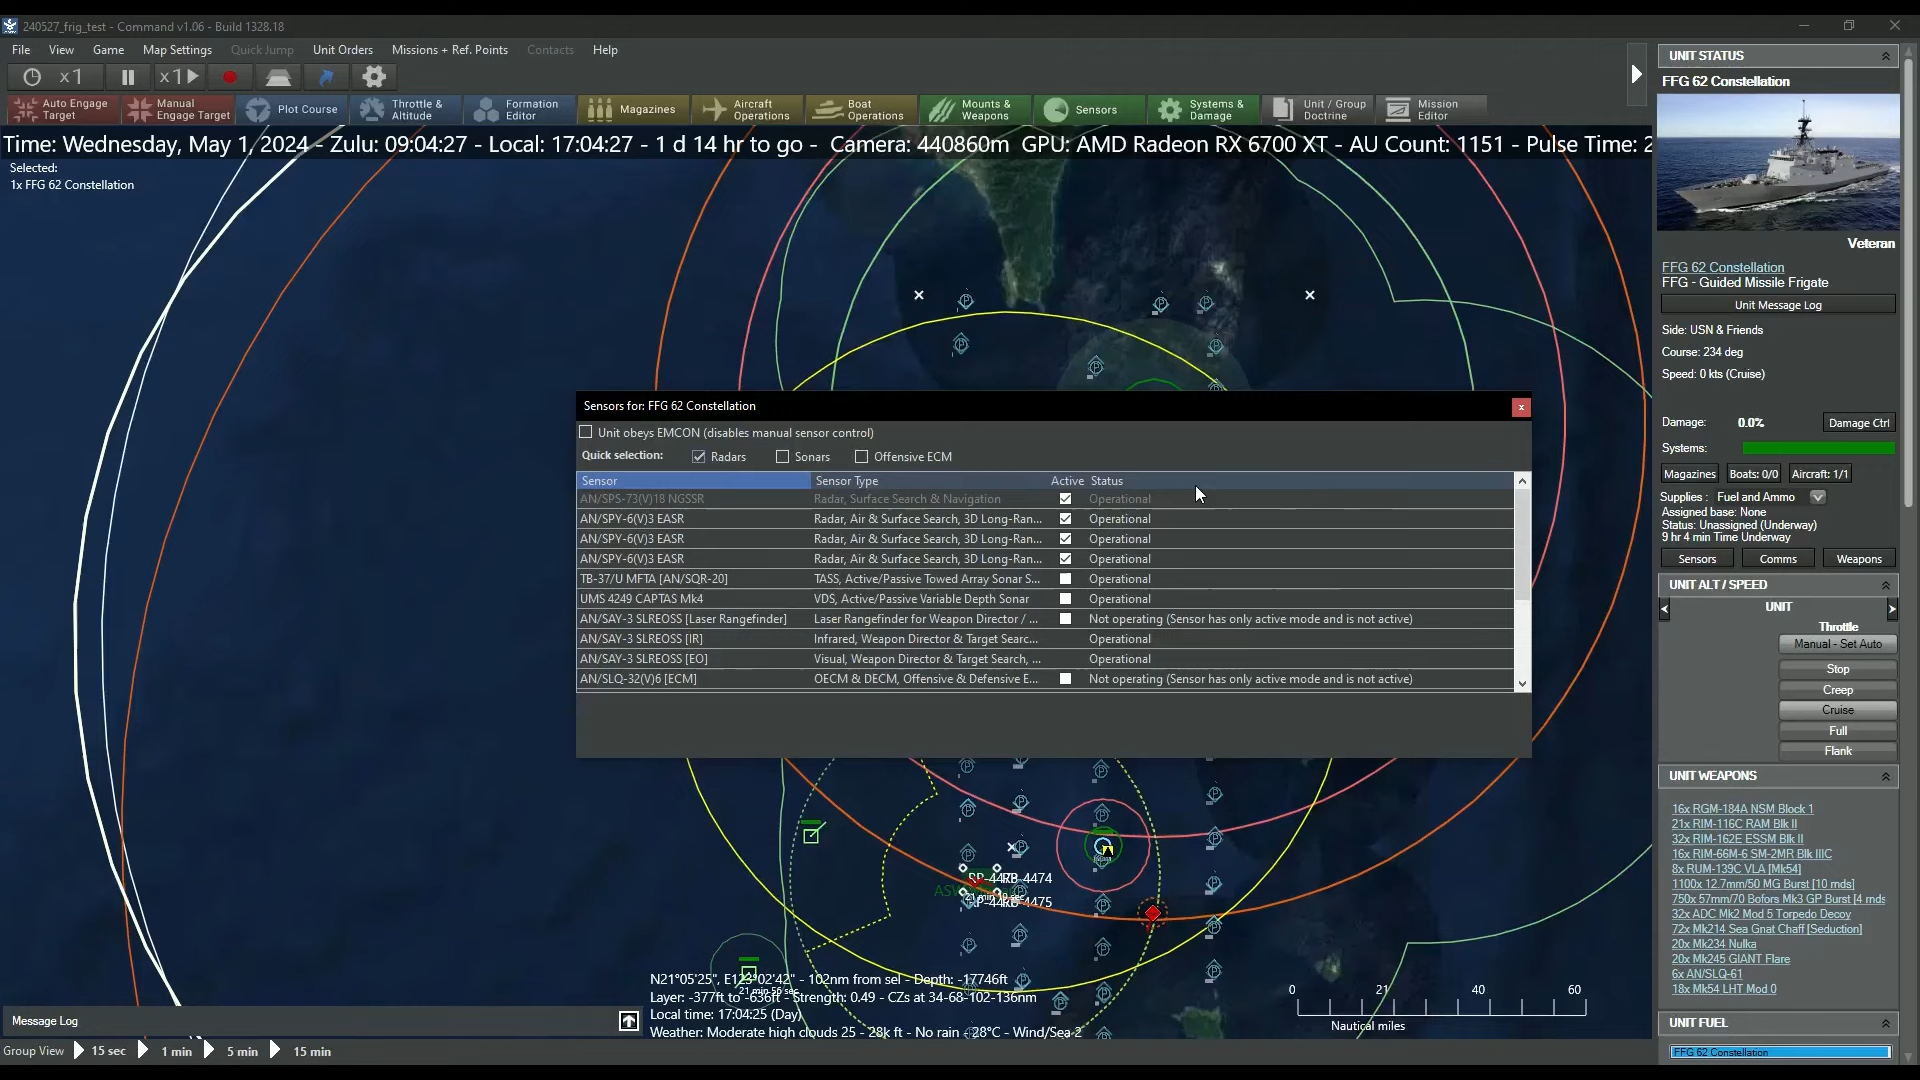 240527_frig_test - Command v1.06 - Build 1328.18
File View Game Map Settings Quick Jump Unit Orders Missions + Ref. Points Contacts Help
x1 x1
Auto Engage Target Manual Engage Target Plot Course Throttle & Altitude Formation Editor Magazines Aircraft Operations Boat Operations Mounts & Weapons Sensors Systems & Damage Unit / Group Doctrine Mission Editor
Time: Wednesday, May 1, 2024 - Zulu: 09:04:27 - Local: 17:04:27 - 1 d 14 hr to go - Camera: 440860m GPU: AMD Radeon RX 6700 XT - AU Count: 1151 - Pulse Time: 2
Selected:
1x FFG 62 Constellation
Sensors for: FFG 62 Constellation
Unit obeys EMCON (disables manual sensor control)
Quick selection: Radars Sonars Offensive ECM
Sensor Sensor Type Active Status
AN/SPS-73(V)18 NGSSR Radar, Surface Search & Navigation Operational
AN/SPY-6(V)3 EASR Radar, Air & Surface Search, 3D Long-Ran... Operational
AN/SPY-6(V)3 EASR Radar, Air & Surface Search, 3D Long-Ran... Operational
AN/SPY-6(V)3 EASR Radar, Air & Surface Search, 3D Long-Ran... Operational
TB-37/U MFTA [AN/SQR-20] TASS, Active/Passive Towed Array Sonar S... Operational
UMS 4249 CAPTAS Mk4 VDS, Active/Passive Variable Depth Sonar Operational
AN/SAY-3 SLREOSS [Laser Rangefinder] Laser Rangefinder for Weapon Director / ... Not operating (Sensor has only active mode and is not active)
AN/SAY-3 SLREOSS [IR] Infrared, Weapon Director & Target Searc... Operational
AN/SAY-3 SLREOSS [EO] Visual, Weapon Director & Target Search, ... Operational
AN/SLQ-32(V)6 [ECM] OECM & DECM, Offensive & Defensive E... Not operating (Sensor has only active mode and is not active)
21 min 56 sec
N21°05'25", E123°02'42" - 102nm from sel - Depth: -17746ft
Layer: -377ft to -636ft - Strength: 0.49 - CZs at 34-68-102-136nm
Local time: 17:04:25 (Day)
Weather: Moderate high clouds 25 - 28k ft - No rain - 28°C - Wind/Sea 2
0 21 40 60
Nautical miles
Message Log
Group View 15 sec 1 min 5 min 15 min
UNIT STATUS
FFG 62 Constellation
Veteran
FFG 62 Constellation
FFG - Guided Missile Frigate
Unit Message Log
Side: USN & Friends
Course: 234 deg
Speed: 0 kts (Cruise)
Damage: 0.0% Damage Ctrl
Systems:
Magazines Boats: 0/0 Aircraft: 1/1
Supplies : Fuel and Ammo
Assigned base: None
Status: Unassigned (Underway)
9 hr 4 min Time Underway
Sensors Comms Weapons
UNIT ALT / SPEED
UNIT
Throttle
Manual - Set Auto
Stop
Creep
Cruise
Full
Flank
UNIT WEAPONS
16x RGM-184A NSM Block 1
21x RIM-116C RAM Blk II
32x RIM-162E ESSM Blk II
16x RIM-66M-6 SM-2MR Blk IIIC
8x RUM-139C VLA [Mk54]
1100x 12.7mm/50 MG Burst [10 rnds]
750x 57mm/70 Bofors Mk3 GP Burst [4 rnds
32x ADC Mk2 Mod 5 Torpedo Decoy
72x Mk214 Sea Gnat Chaff [Seduction]
20x Mk234 Nulka
20x Mk245 GIANT Flare
6x AN/SLQ-61
18x Mk54 LHT Mod 0
UNIT FUEL
FFG 62 Constellation